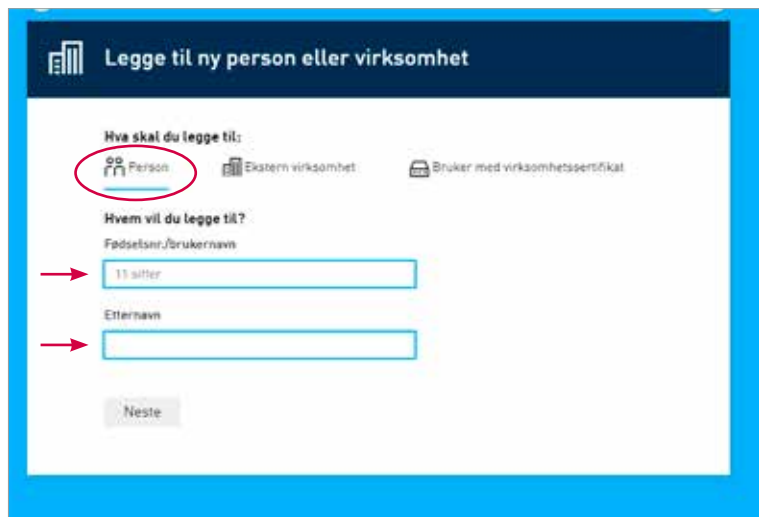 Legge til ny person eller virksomhet
Hva skal du legge til:
Person Ekstern virksomhet Bruker med virksomhetssertifikat
Hvem vil du legge til?
Fødselsnr./brukernavn
11 siffer
Etternavn
Neste